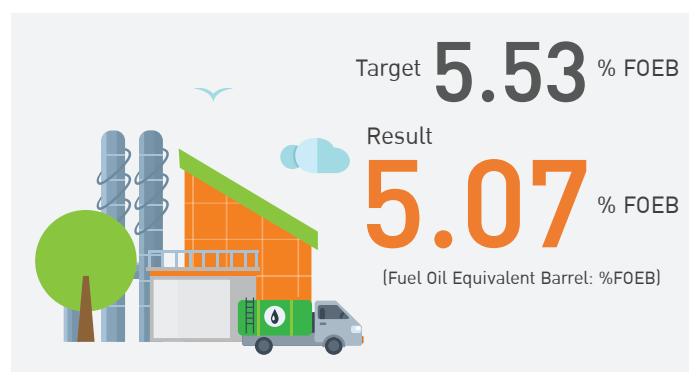 Target 5.53 % FOEB
Result
5.07 % FOEB
(Fuel Oil Equivalent Barrel: %FOEB)